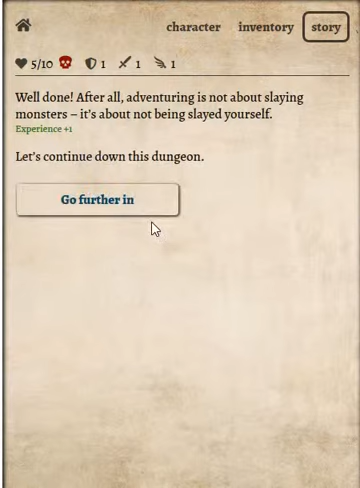 character inventory story
5/10 1 1 1
Well done! After all, adventuring is not about slaying
monsters – it's about not being slayed yourself.
Experience +1
Let's continue down this dungeon.
Go further in